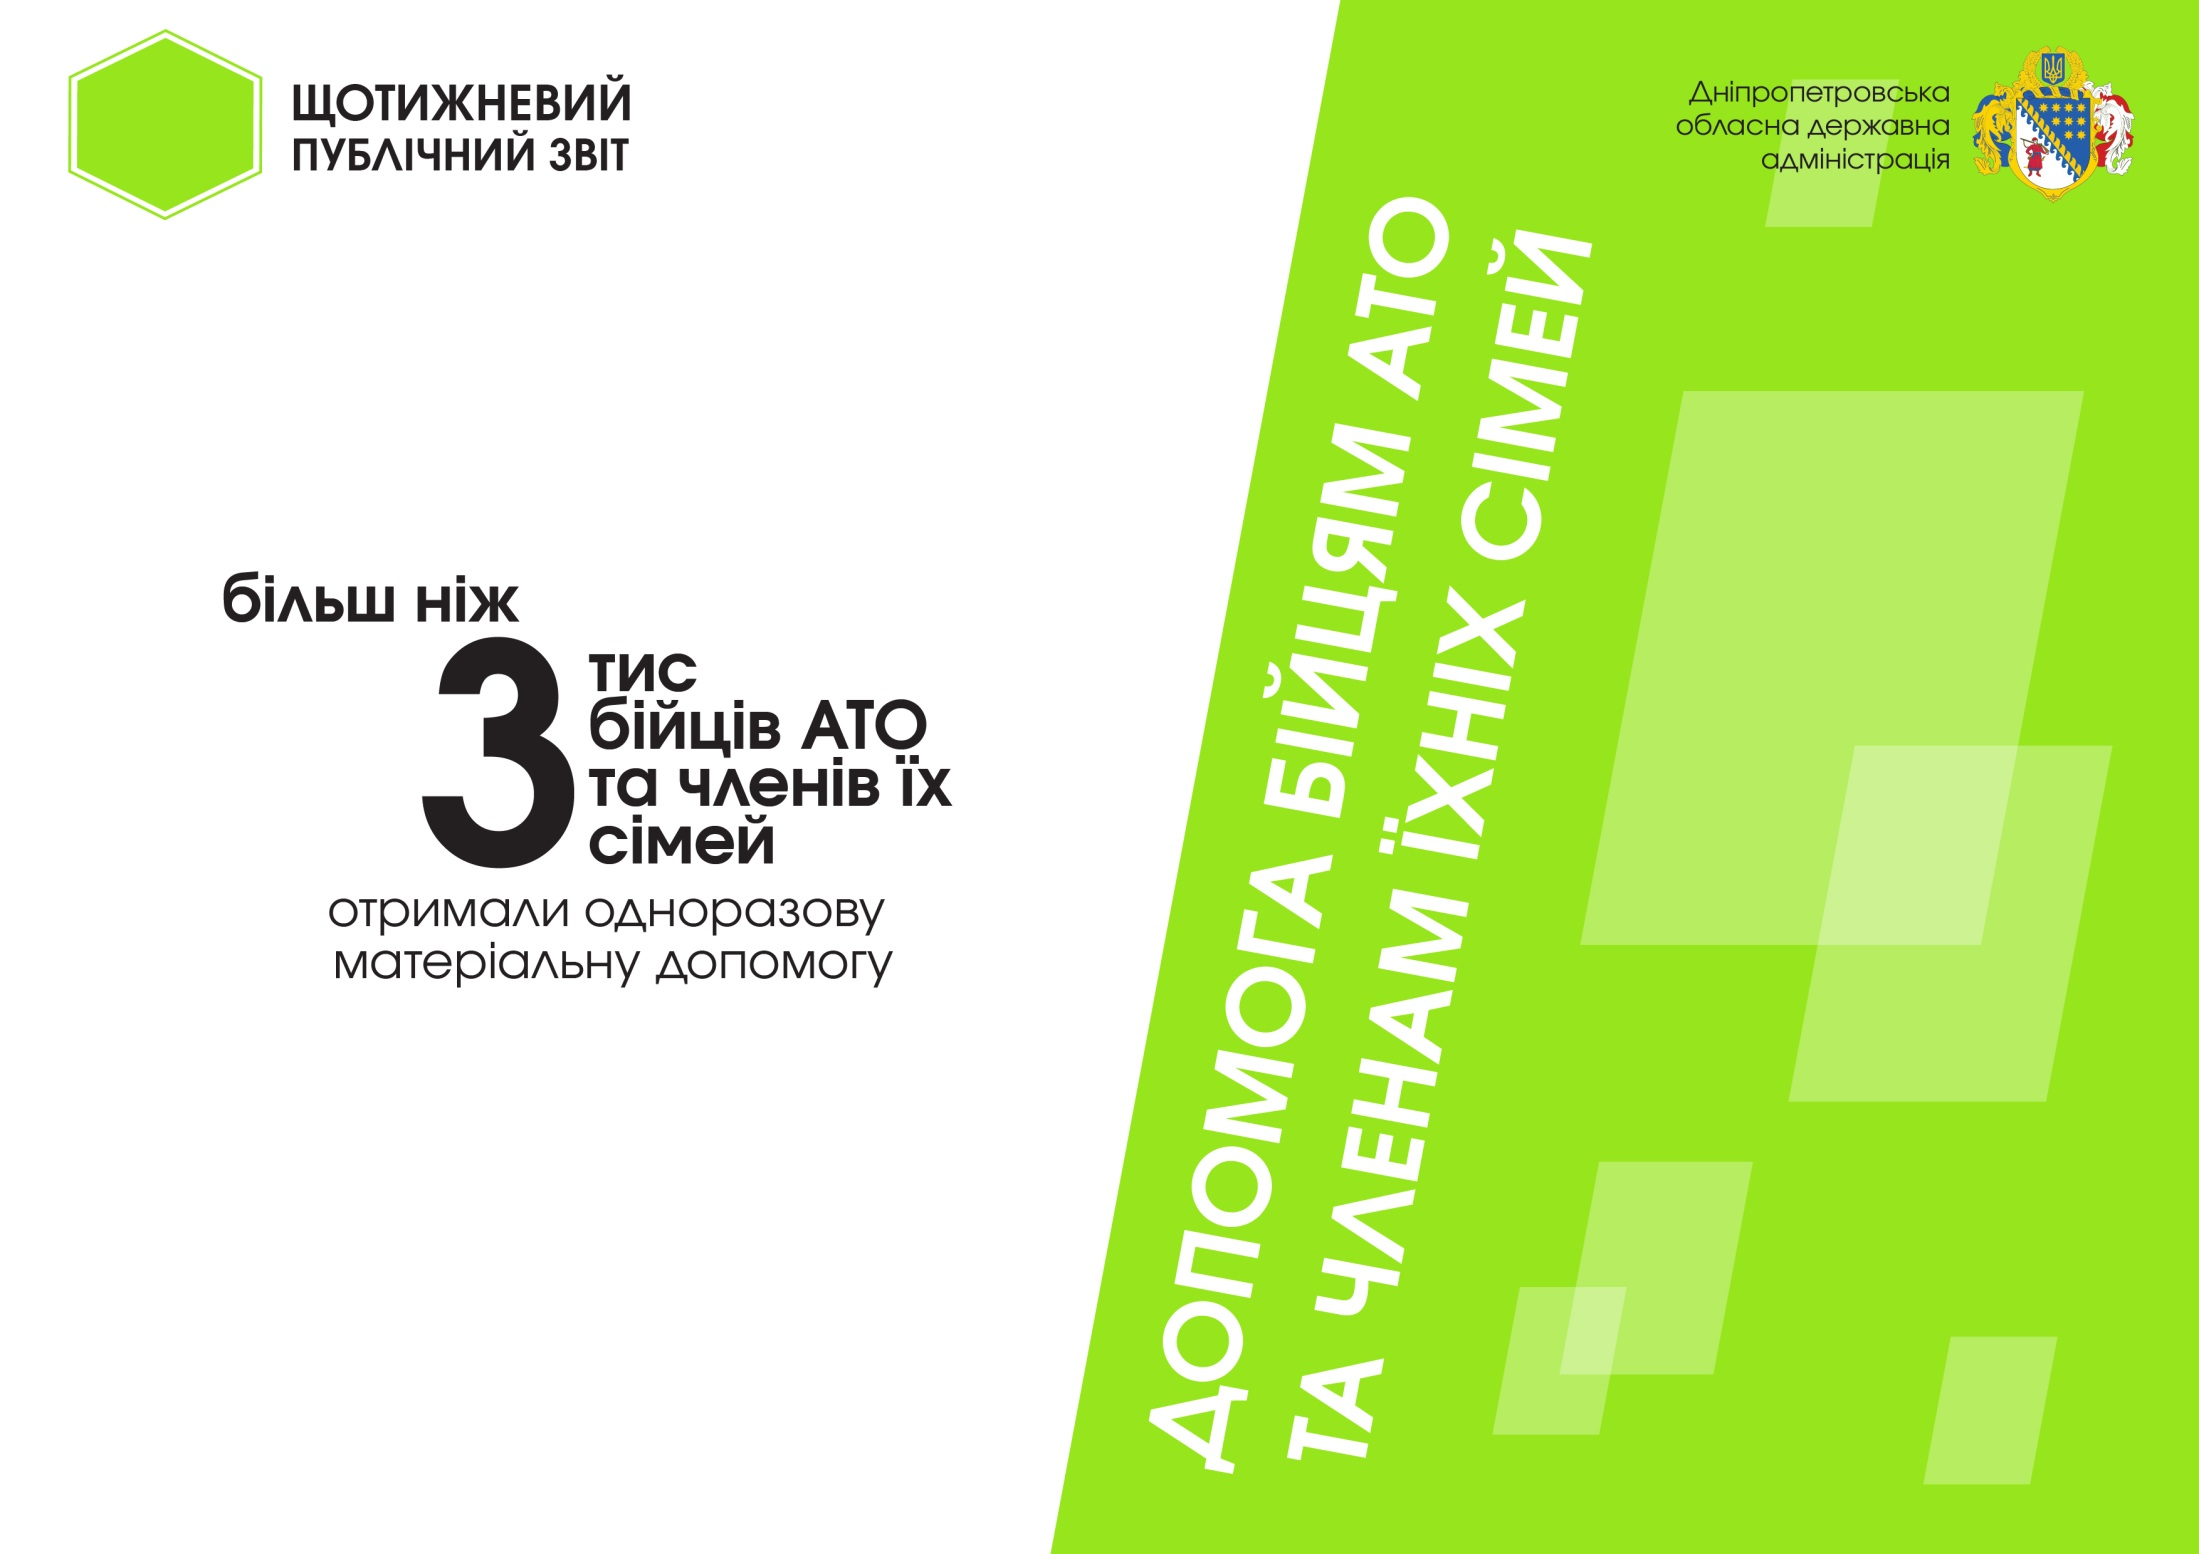 ЩОТИЖНЕВИЙ
ПУБЛІЧНИЙ ЗВІТ
більш ніж
3 тис
бійців АТО
та членів їх
сімей
отримали одноразову
матеріальну допомогу
ДОПОМОГА БІЙЦЯМ АТО
ТА ЧЛЕНАМ ЇХНІХ СІМЕЙ
Дніпропетровська
обласна державна
адміністрація